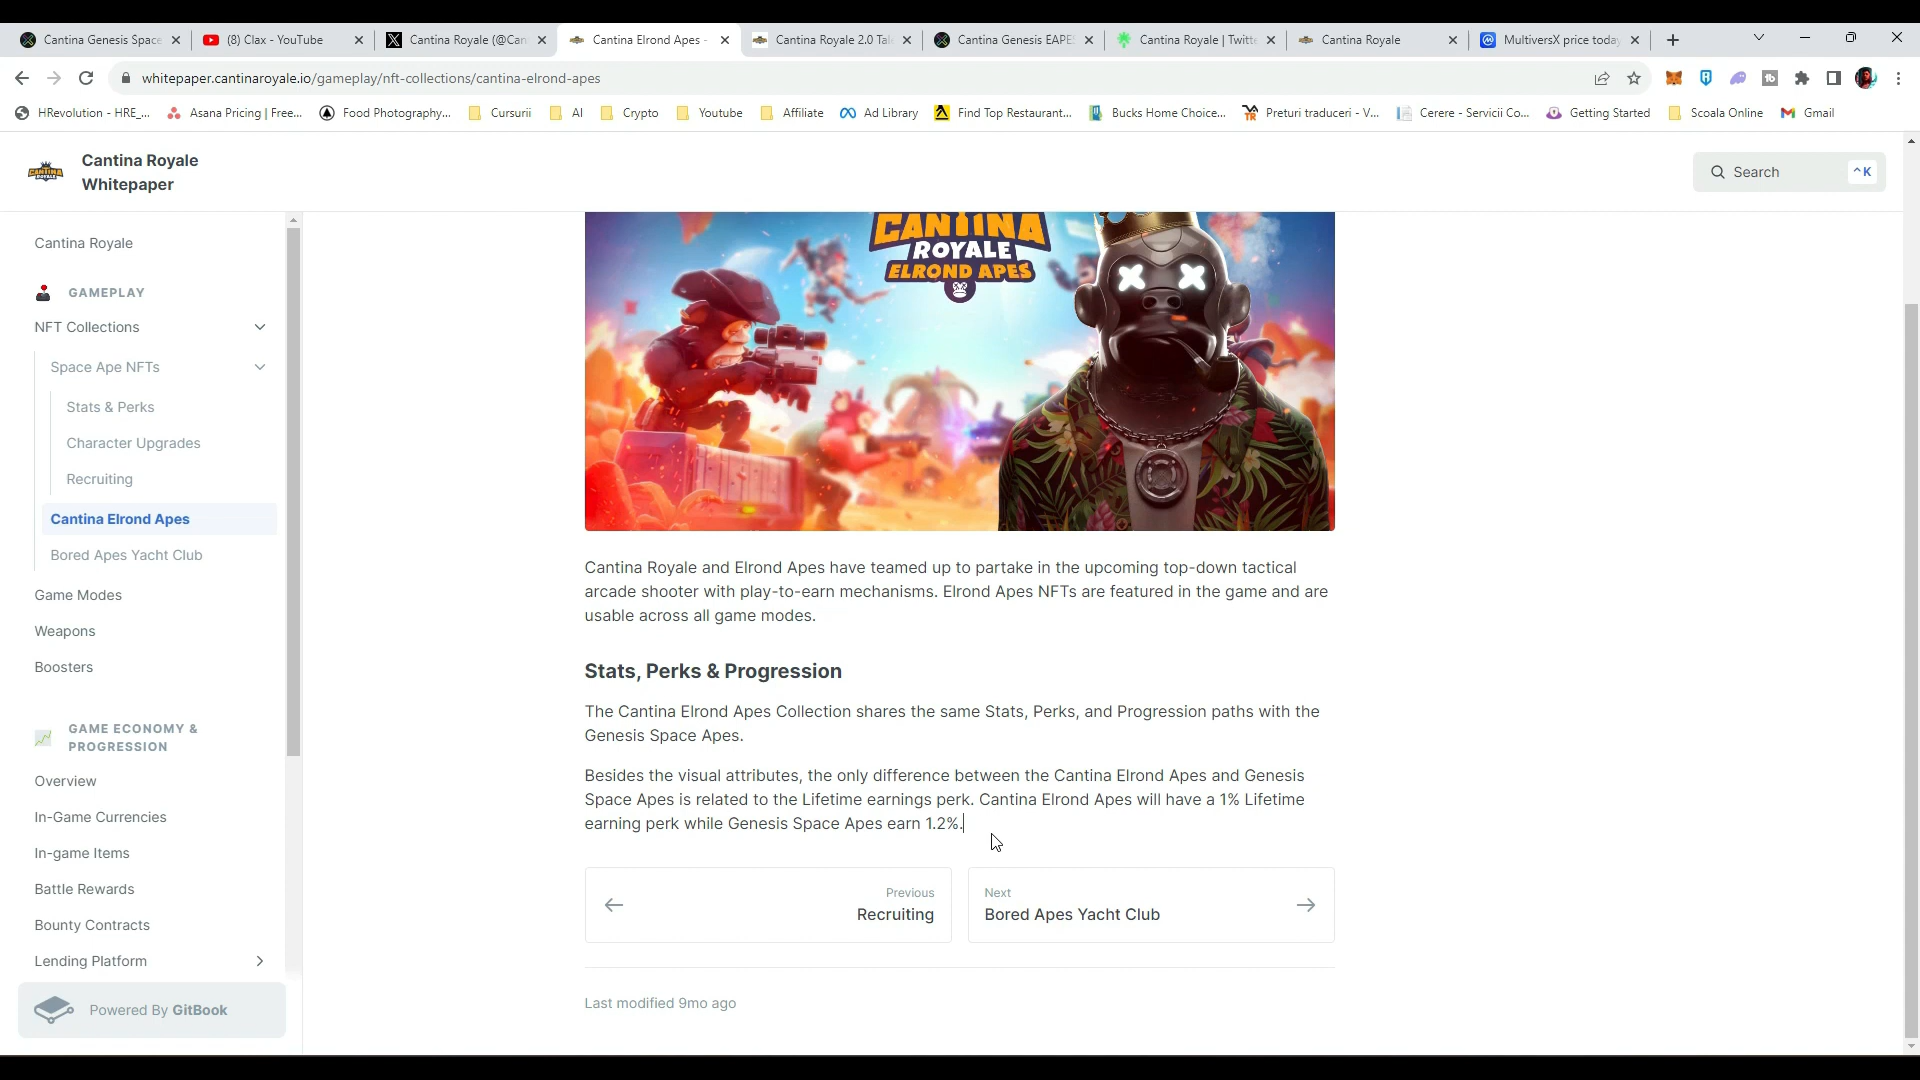 Cantina Genesis Space
(8) Clax - YouTube
Cantina Royale (@Can
Cantina Elrond Apes -
Cantina Royale 2.0 Tal
Cantina Genesis EAPES
Cantina Royale | Twitte
Cantina Royale
MultiversX price today
whitepaper.cantinaroyale.io/gameplay/nft-collections/cantina-elrond-apes
HRevolution - HRE_...
Asana Pricing | Free...
Food Photography...
Cursurii
AI
Crypto
Youtube
Affiliate
Ad Library
Find Top Restaurant...
Bucks Home Choice...
Preturi traduceri - V...
Cerere - Servicii Co...
Getting Started
Scoala Online
Gmail
CANTINA
ROYALE
Cantina Royale
Whitepaper
Search
^K
Cantina Royale
GAMEPLAY
NFT Collections
Space Ape NFTs
Stats & Perks
Character Upgrades
Recruiting
Cantina Elrond Apes
Bored Apes Yacht Club
Game Modes
Weapons
Boosters
GAME ECONOMY &
PROGRESSION
Overview
In-Game Currencies
In-game Items
Battle Rewards
Bounty Contracts
Lending Platform
Powered By GitBook
CANTINA
ROYALE
ELROND APES
Cantina Royale and Elrond Apes have teamed up to partake in the upcoming top-down tactical
arcade shooter with play-to-earn mechanisms. Elrond Apes NFTs are featured in the game and are
usable across all game modes.
Stats, Perks & Progression
The Cantina Elrond Apes Collection shares the same Stats, Perks, and Progression paths with the
Genesis Space Apes.
Besides the visual attributes, the only difference between the Cantina Elrond Apes and Genesis
Space Apes is related to the Lifetime earnings perk. Cantina Elrond Apes will have a 1% Lifetime
earning perk while Genesis Space Apes earn 1.2%.
Previous
Recruiting
Next
Bored Apes Yacht Club
Last modified 9mo ago